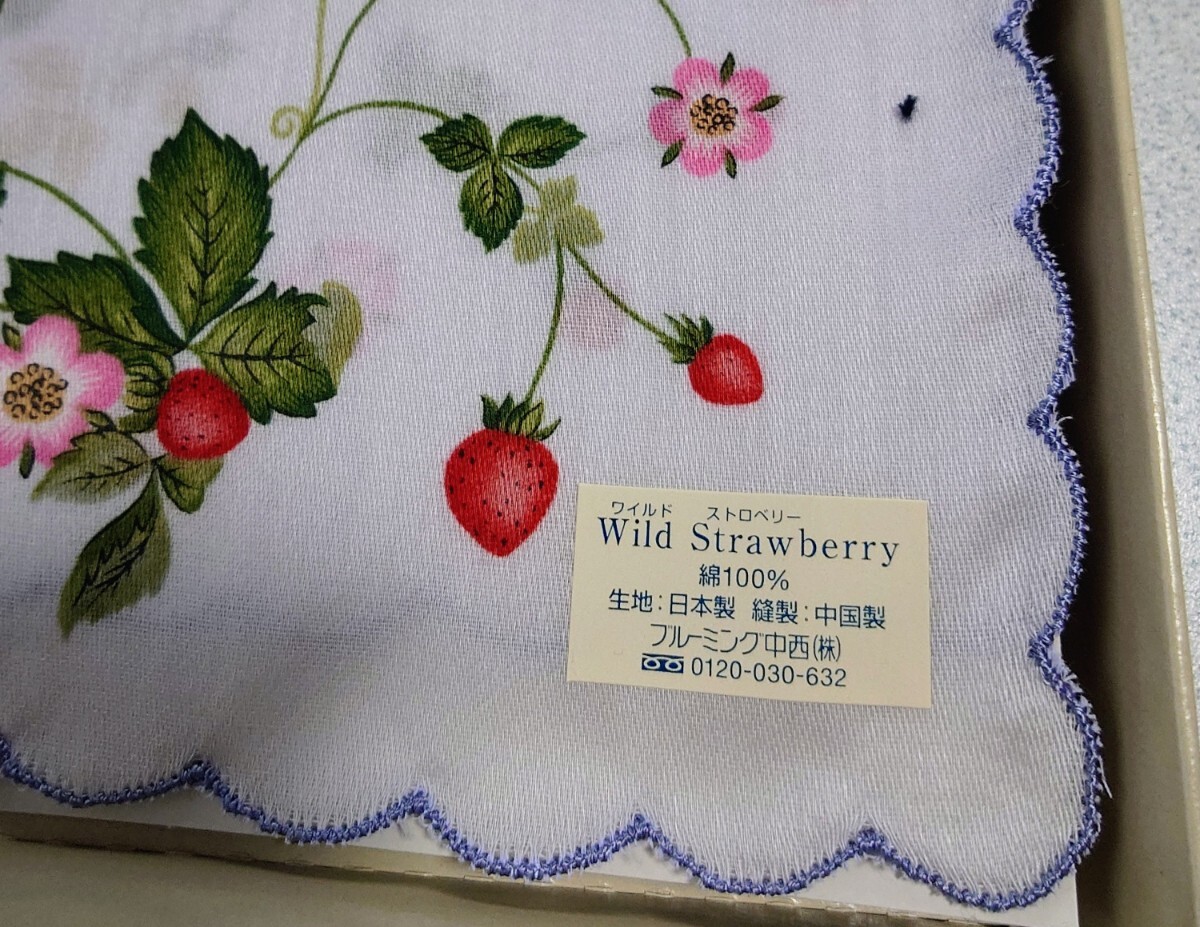 ワイルド ストロベリー
Wild Strawberry
綿100%
生地:日本製 縫製:中国製
ブルーミング中西(株)
0120-030-632